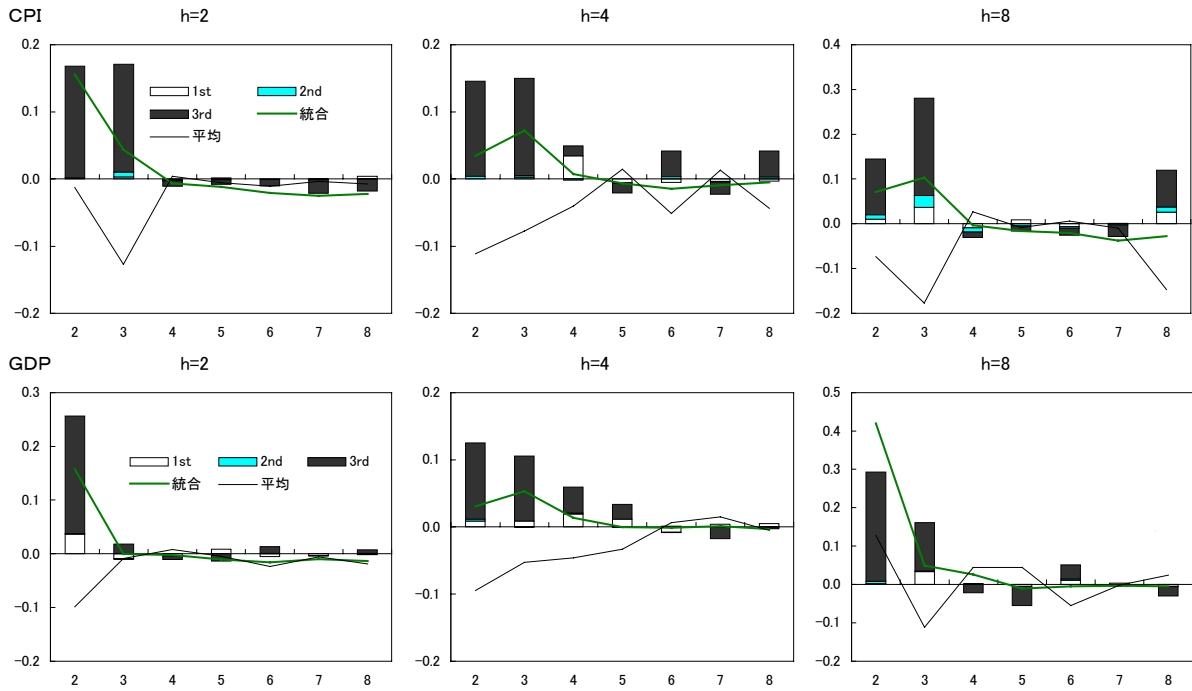 CPI
h=2 h=4 h=8
0.2 0.2 0.4
0.3
0.1 0.1 0.2
0.1
0.0 0.0 0.0
-0.1 -0.1 -0.1
-0.2 -0.2 -0.2
1st 2nd
3rd 統合
平均
2 3 4 5 6 7 8 2 3 4 5 6 7 8 2 3 4 5 6 7 8
GDP
h=2 h=4 h=8
0.3 0.2 0.5
0.4
0.2 0.1 0.3
0.2
0.1 0.0 0.1
0.0 0.0
-0.1 -0.1 -0.1
-0.2 -0.2 -0.2
1st 2nd 3rd
統合 平均
2 3 4 5 6 7 8 2 3 4 5 6 7 8 2 3 4 5 6 7 8